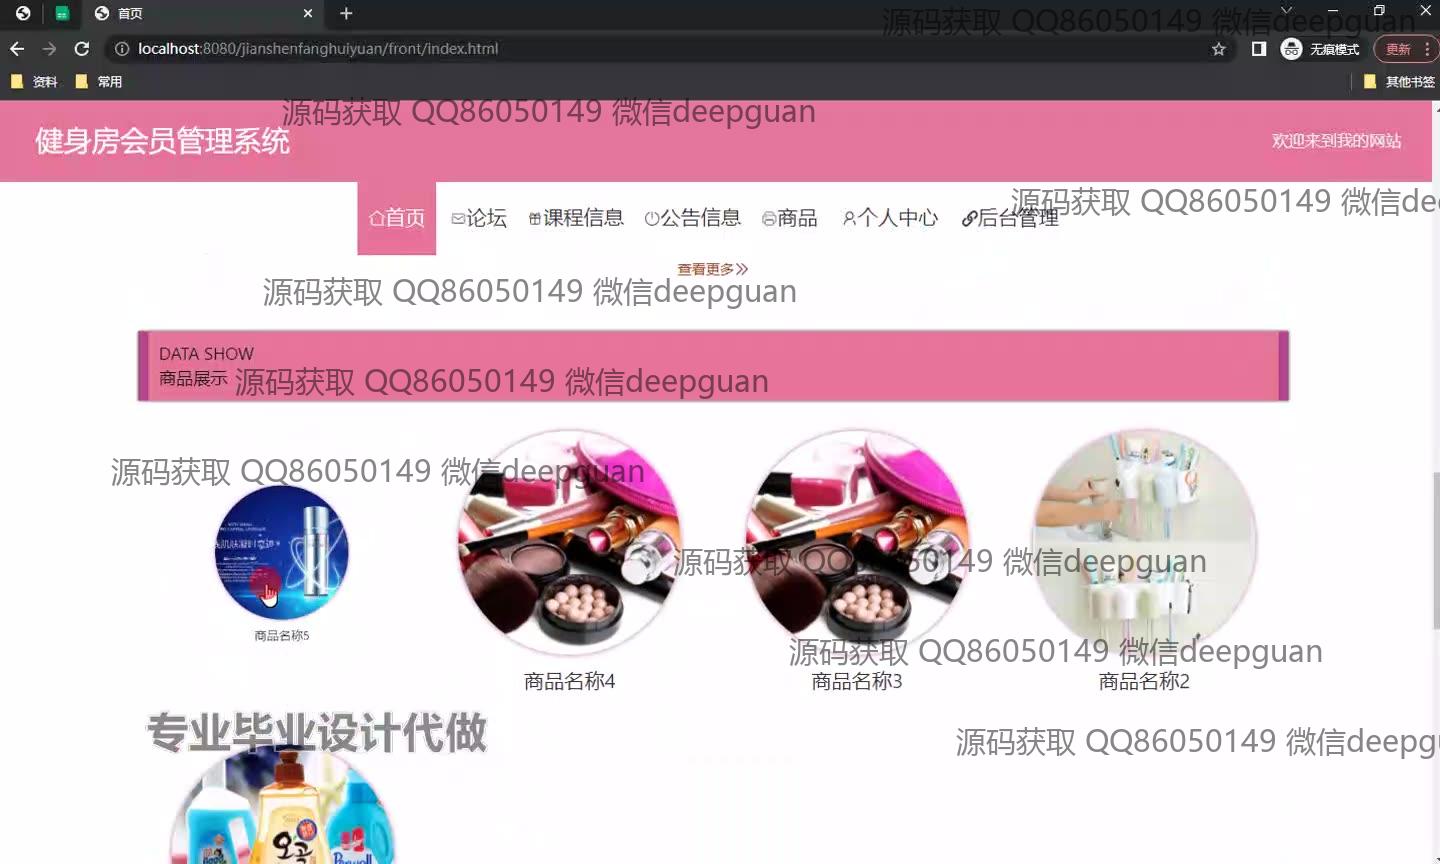 首页
源码获取 QQ86050149 微信deepguan
localhost:8080/jianshenfanghuiyuan/front/index.html
无痕模式
更新
资料
常用
其他书签
源码获取 QQ86050149 微信deepguan
健身房会员管理系统
欢迎来到我的网站
源码获取 QQ86050149 微信de
首页
论坛
课程信息
公告信息
商品
个人中心
后台管理
查看更多
源码获取 QQ86050149 微信deepguan
DATA SHOW
商品展示
源码获取 QQ86050149 微信deepguan
源码获取 QQ86050149 微信deepguan
源码获取 QQ86050149 微信deepguan
商品名称5
源码获取 QQ86050149 微信deepguan
商品名称4
商品名称3
商品名称2
专业毕业设计代做
源码获取 QQ86050149 微信deepgu
오곡